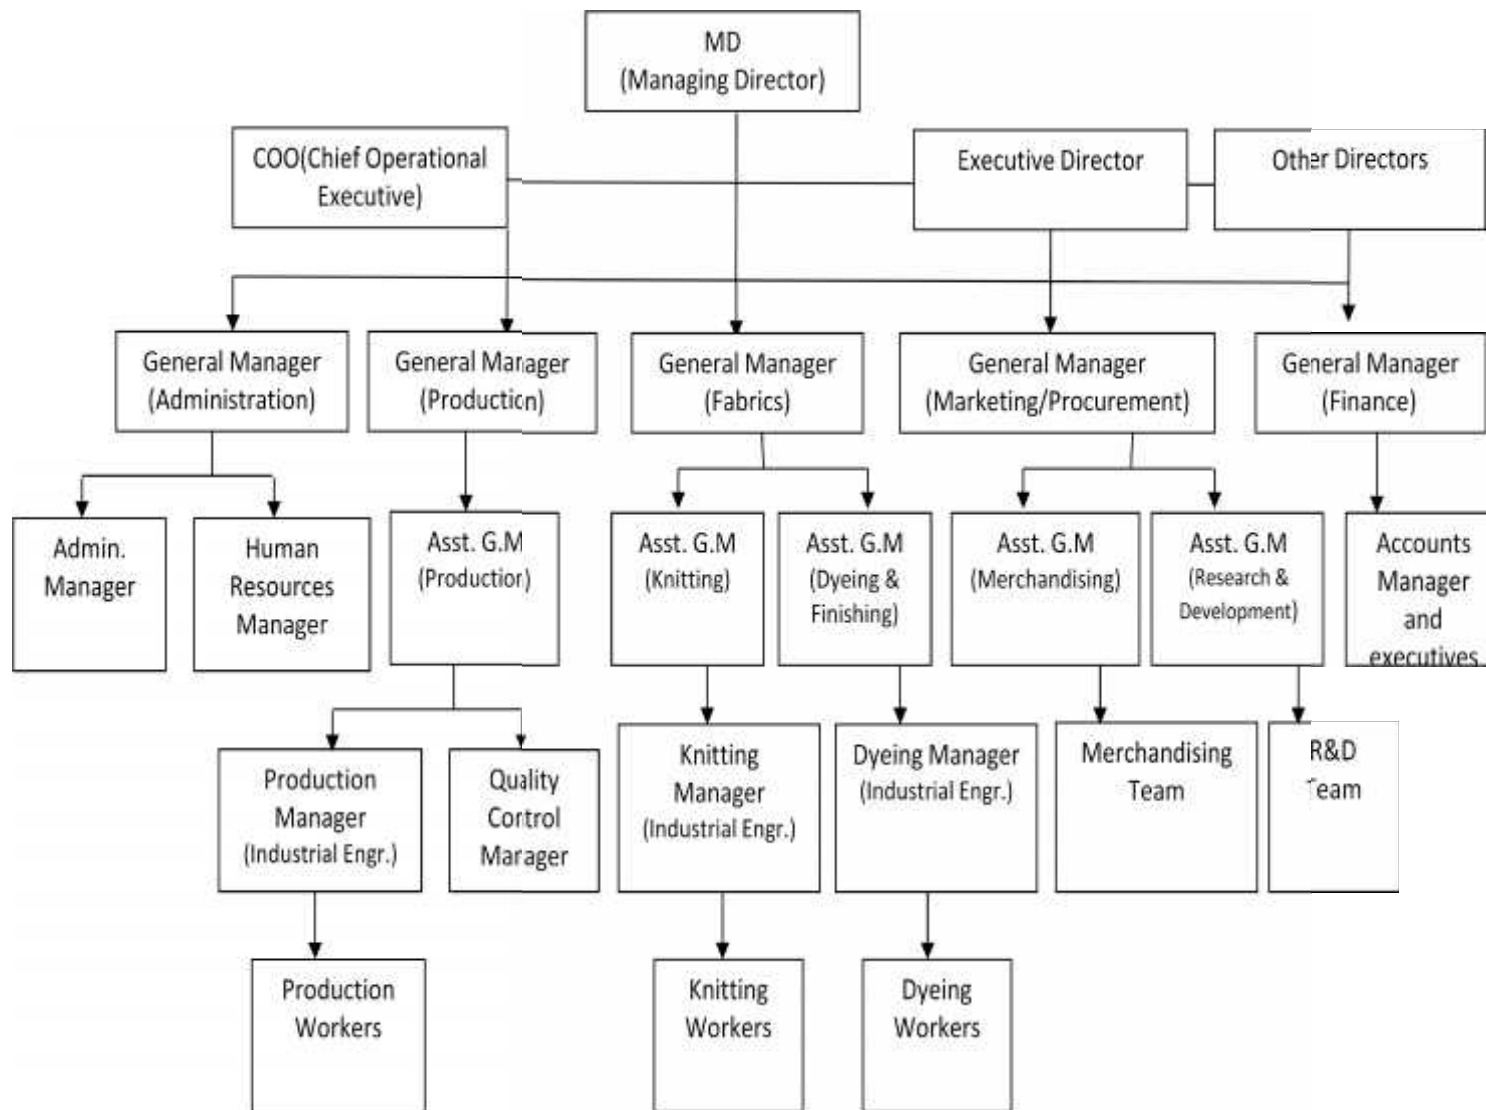 MD
(Managing Director)
COO(Chief Operational
Executive)
Executive Director
Other Directors
General Manager
(Administration)
General Manager
(Production)
General Manager
(Fabrics)
General Manager
(Marketing/Procurement)
General Manager
(Finance)
Admin.
Manager
Human
Resources
Manager
Asst. G.M
(Production)
Asst. G.M
(Knitting)
Asst. G.M
(Dyeing &
Finishing)
Asst. G.M
(Merchandising)
Asst. G.M
(Research &
Development)
Accounts
Manager
and
executives
Production
Manager
(Industrial Engr.)
Quality
Control
Manager
Knitting
Manager
(Industrial Engr.)
Dyeing Manager
(Industrial Engr.)
Merchandising
Team
R&D
Team
Production
Workers
Knitting
Workers
Dyeing
Workers